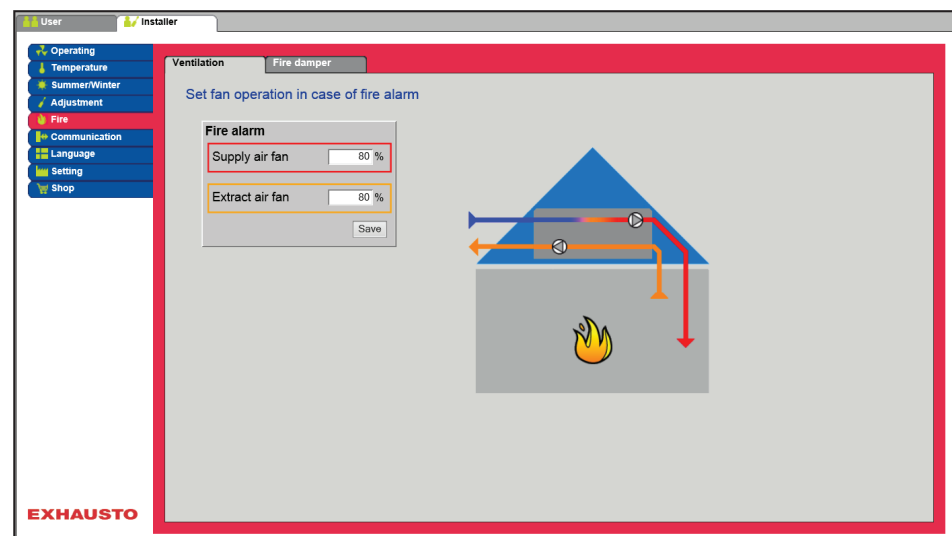 User
Installer
Operating
Temperature
Summer/Winter
Adjustment
Fire
Communication
Language
Setting
Shop
Ventilation
Fire damper
Set fan operation in case of fire alarm
Fire alarm
Supply air fan 80 %
Extract air fan 80 %
Save
EXHAUSTO